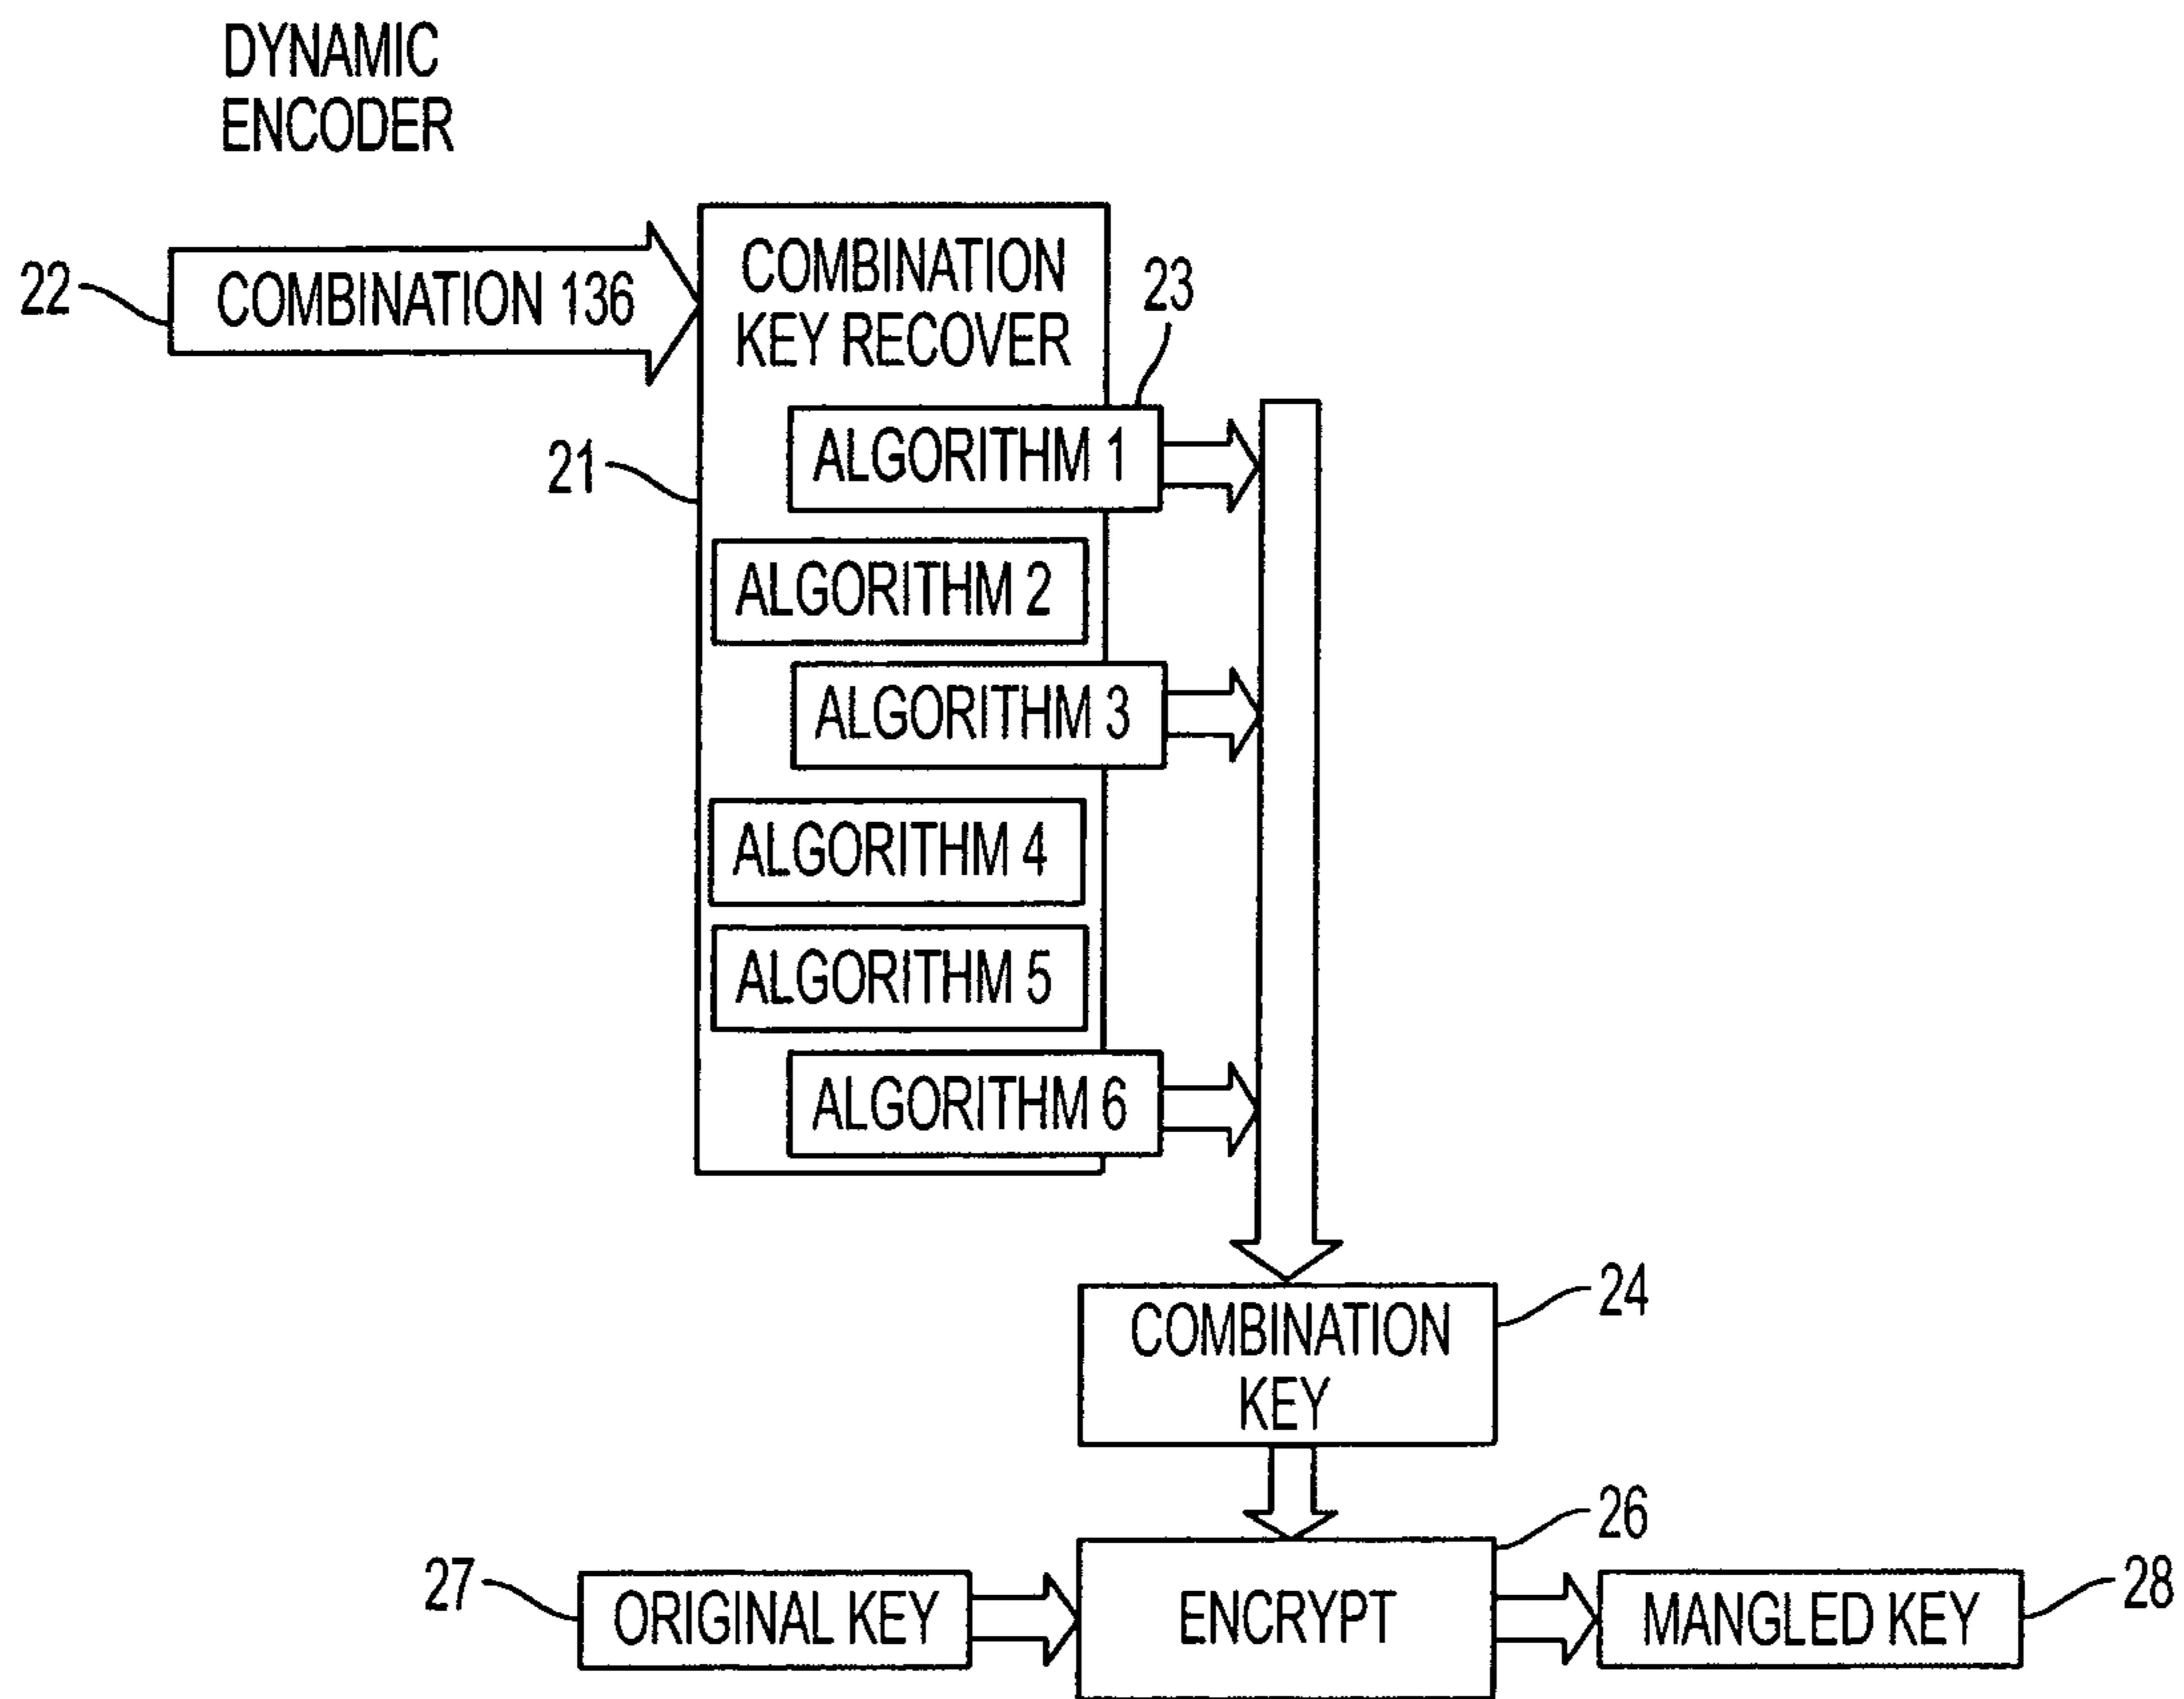 DYNAMIC
ENCODER
22
COMBINATION 136
COMBINATION
KEY RECOVER
23
21
ALGORITHM 1
ALGORITHM 2
ALGORITHM 3
ALGORITHM 4
ALGORITHM 5
ALGORITHM 6
COMBINATION
KEY
24
26
27
ORIGINAL KEY
ENCRYPT
MANGLED KEY
28